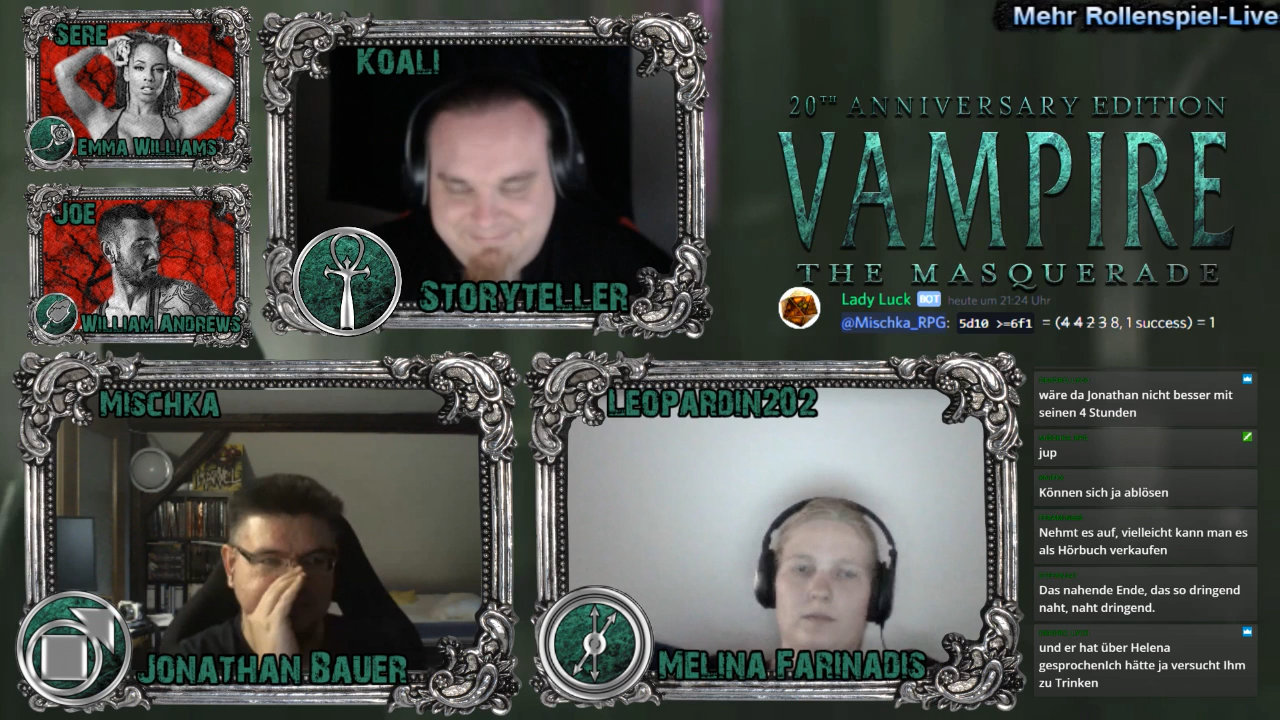 Mehr Rollenspiel-Live
SERE
EMMA WILLIAMS
JOE
WILLIAM ANDREWS
KOALI
STORYTELLER
20TH ANNIVERSARY EDITION
VAMPIRE
THE MASQUERADE
Lady Luck BOT heute um 21:24 Uhr
@Mischka_RPG: 5d10 >=6f1 = (4 4 2 3 8, 1 success) = 1
MISCHKA
JONATHAN BAUER
LEOPARDIN202
MELINA FARINADIS
wäre da Jonathan nicht besser mit
seinen 4 Stunden
jup
Können sich ja ablösen
Nehmt es auf, vielleicht kann man es
als Hörbuch verkaufen
Das nahende Ende, das so dringend
naht, naht dringend.
und er hat über Helena
gesprochenIch hätte ja versucht Ihm
zu Trinken